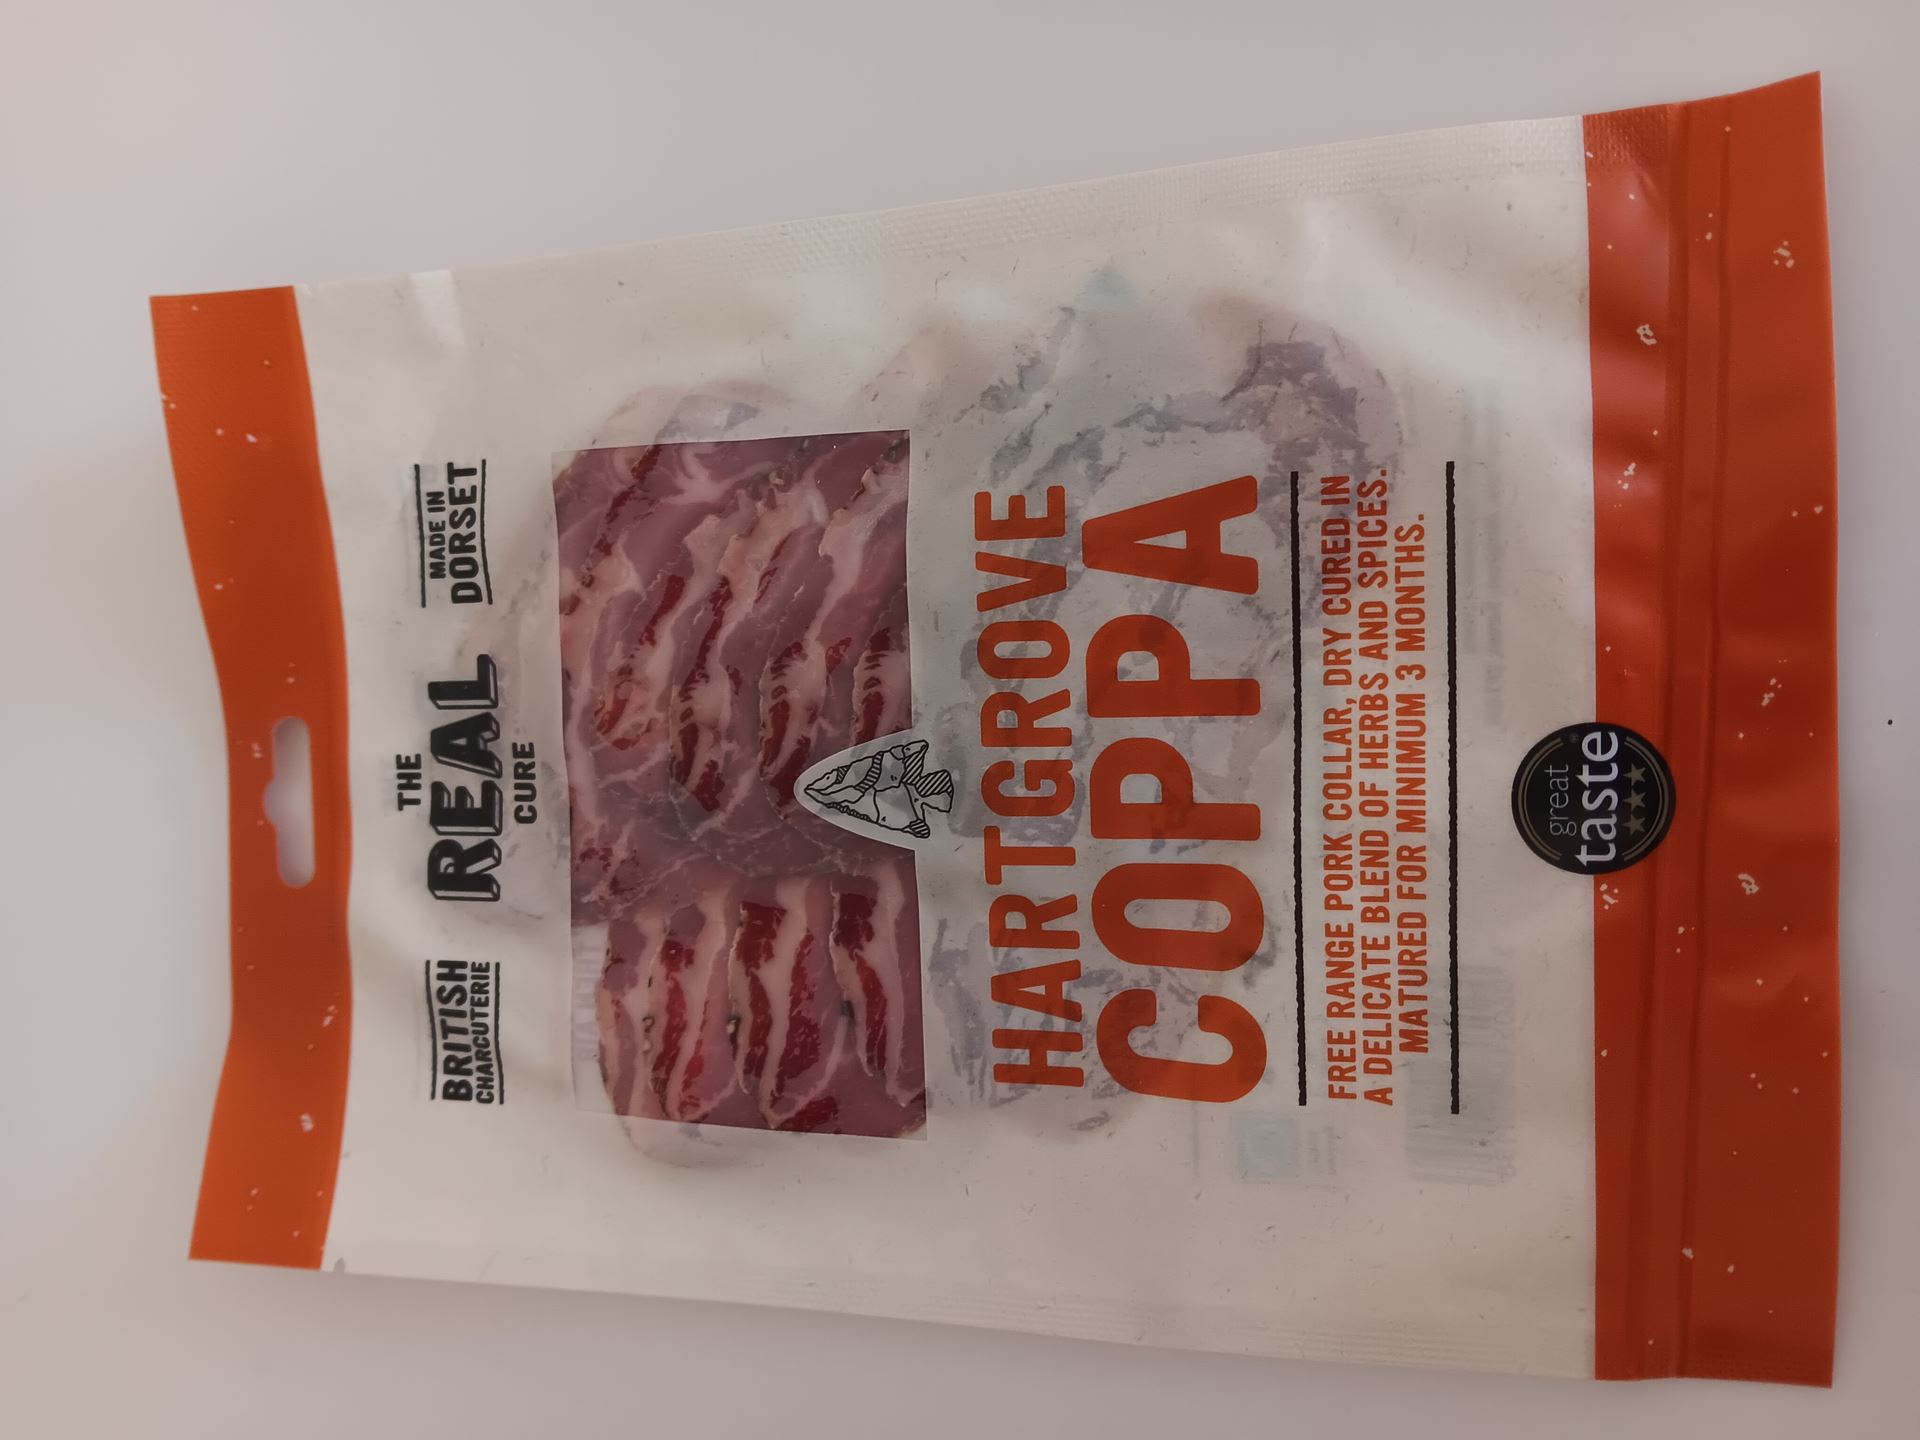 BRITISH
CHARCUTERIE
THE
REAL
CURE
MADE IN
DORSET
HARTGROVE
COPPA
FREE RANGE PORK COLLAR, DRY CURED IN
A DELICATE BLEND OF HERBS AND SPICES.
MATURED FOR MINIMUM 3 MONTHS.
great
taste